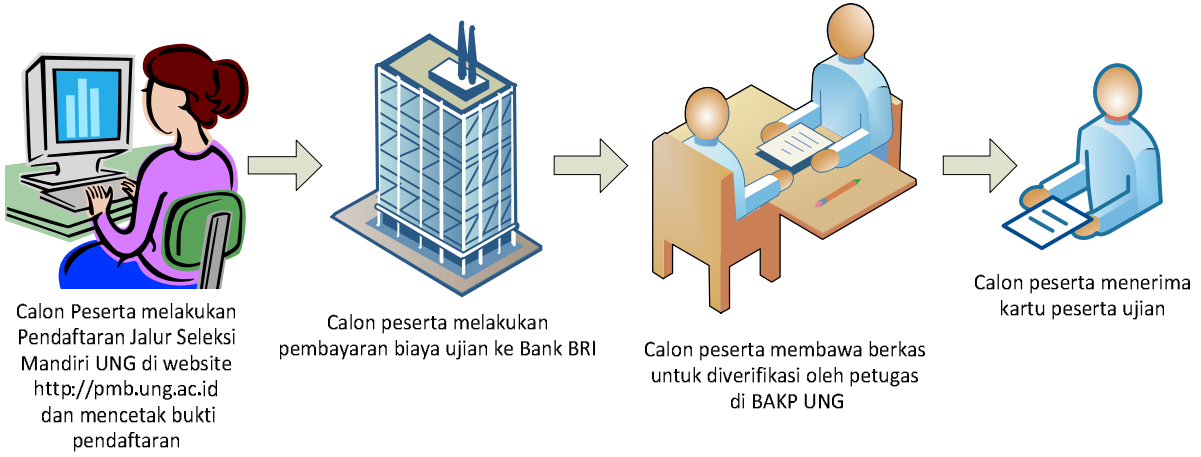 Calon Peserta melakukan
Pendaftaran Jalur Seleksi
Mandiri UNG di website
http://pmb.ung.ac.id
dan mencetak bukti
pendaftaran
Calon peserta melakukan
pembayaran biaya ujian ke Bank BRI
Calon peserta membawa berkas
untuk diverifikasi oleh petugas
di BAKP UNG
Calon peserta menerima
kartu peserta ujian